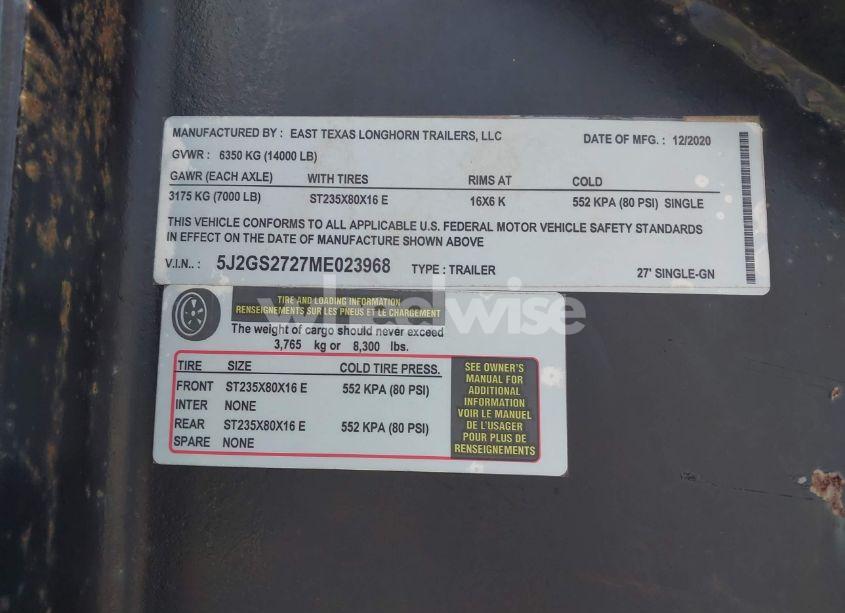 MANUFACTURED BY : EAST TEXAS LONGHORN TRAILERS, LLC DATE OF MFG. : 12/2020
GVWR : 6350 KG (14000 LB)
GAWR (EACH AXLE) WITH TIRES RIMS AT COLD
3175 KG (7000 LB) ST235X80X16 E 16X6 K 552 KPA (80 PSI) SINGLE
THIS VEHICLE CONFORMS TO ALL APPLICABLE U.S. FEDERAL MOTOR VEHICLE SAFETY STANDARDS
IN EFFECT ON THE DATE OF MANUFACTURE SHOWN ABOVE
V.I.N.. : 5J2GS2727ME023968 TYPE : TRAILER 27' SINGLE-GN
wheelwise
TIRE AND LOADING INFORMATION
RENSEIGNEMENTS SUR LES PNEUS ET LE CHARGEMENT
The weight of cargo should never exceed
3,765 kg or 8,300 lbs.
TIRE SIZE COLD TIRE PRESS.
FRONT ST235X80X16 E 552 KPA (80 PSI)
INTER NONE
REAR ST235X80X16 E 552 KPA (80 PSI)
SPARE NONE
SEE OWNER'S
MANUAL FOR
ADDITIONAL
INFORMATION
VOIR LE MANUEL
DE L'USAGER
POUR PLUS DE
RENSEIGNEMENTS